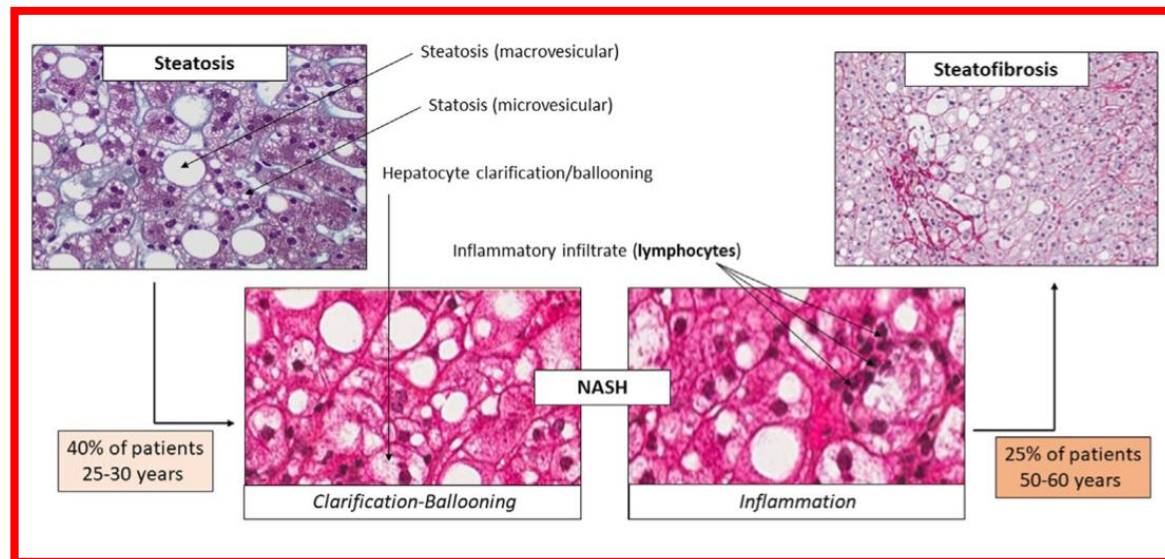 Steatosis
Steatosis (macrovesicular)
Statosis (microvesicular)
Hepatocyte clarification/ballooning
Inflammatory infiltrate (lymphocytes)
Steatofibrosis
NASH
40% of patients
25-30 years
Clarification-Ballooning
Inflammation
25% of patients
50-60 years